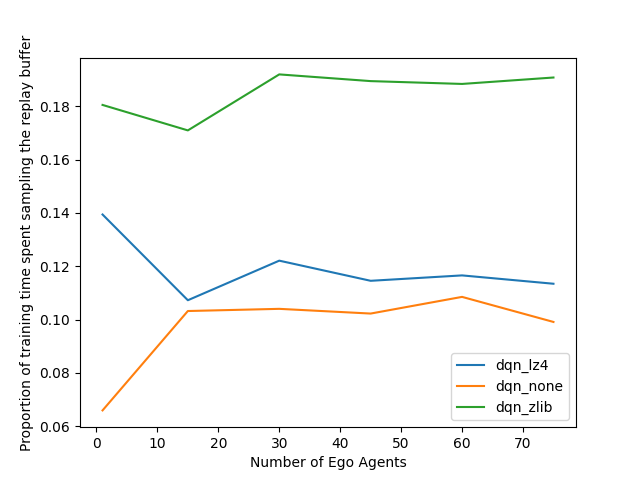 Proportion of training time spent sampling the replay buffer
0.18
0.16
0.14
0.12
0.10
0.08
0.06
0 10 20 30 40 50 60 70
Number of Ego Agents
dqn_lz4
dqn_none
dqn_zlib